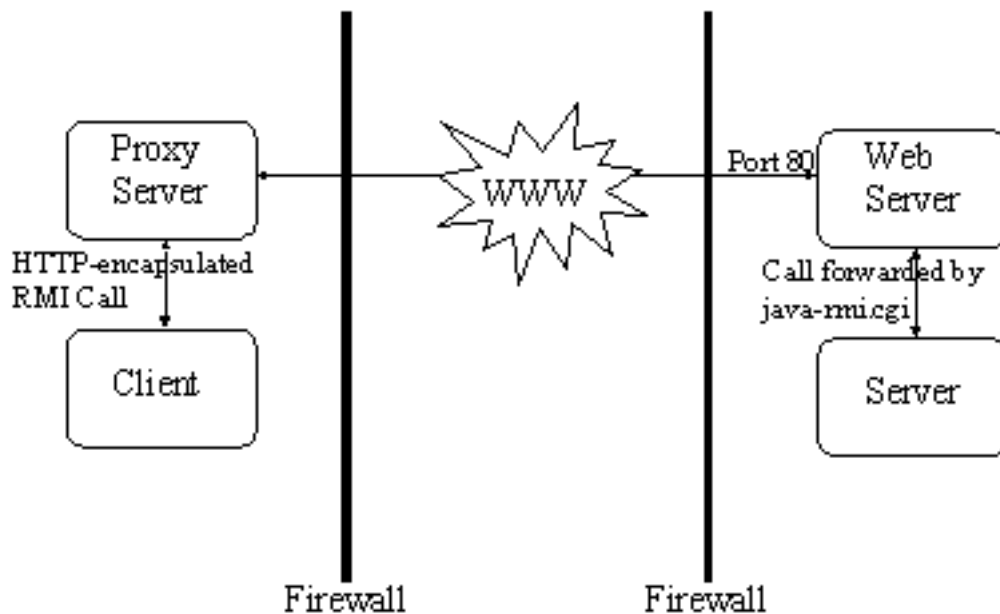 Proxy
Server
WWW
Port 80
Web
Server
HTTP-encapsulated
RMI Call
Call forwarded by
java-rmi.cgi
Client
Server
Firewall
Firewall